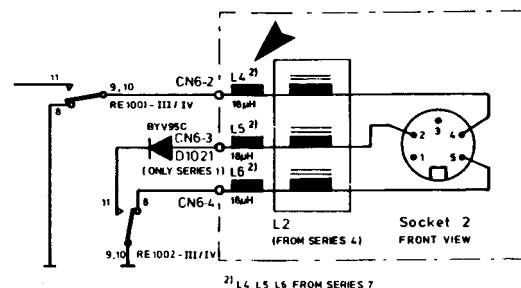 11
9,10
CN6-2
L4 2)
8
RE1001-III/IV
18µH
BYV95C
CN6-3
L5 2)
D1021
18µH
(ONLY SERIES 1)
L6 2)
11
8
CN6-4
18µH
9,10
RE1002-III/IV
L2
(FROM SERIES 4)
3
2
4
1
5
Socket 2
FRONT VIEW
2) L4 L5 L6 FROM SERIES 7